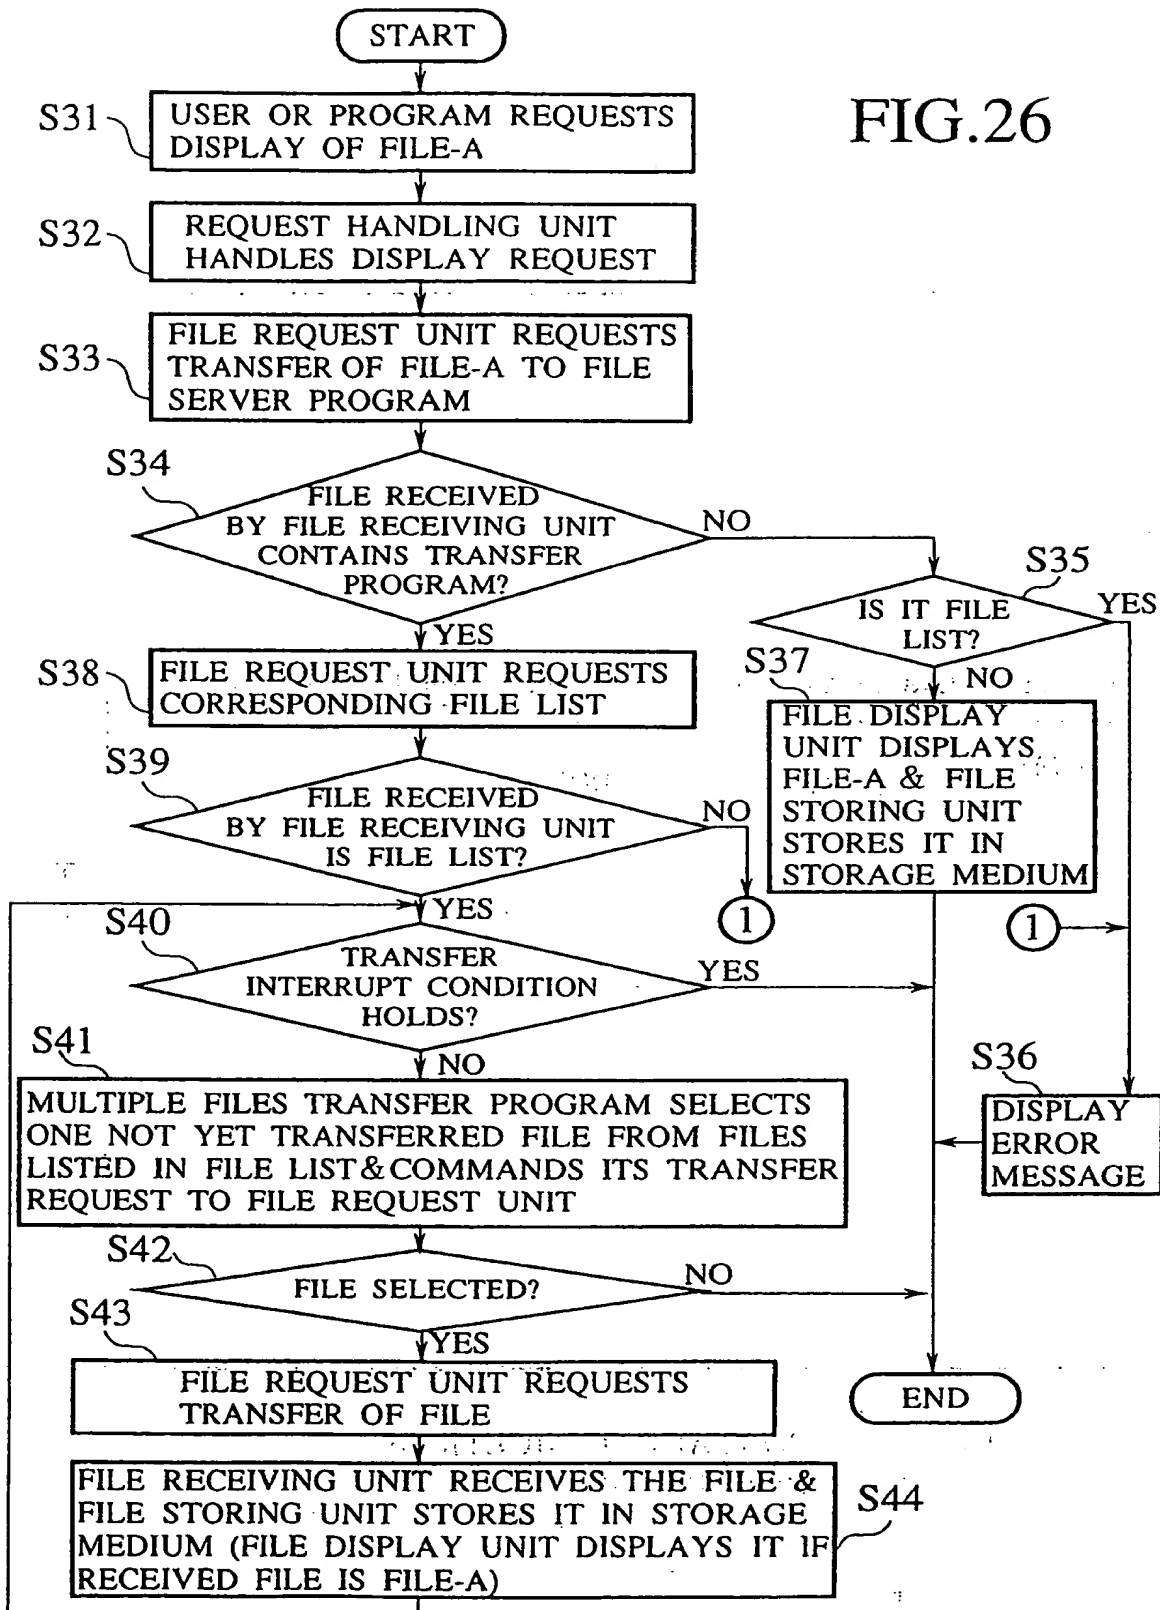 START
FIG.26
S31
USER OR PROGRAM REQUESTS
DISPLAY OF FILE-A
S32
REQUEST HANDLING UNIT
HANDLES DISPLAY REQUEST
S33
FILE REQUEST UNIT REQUESTS
TRANSFER OF FILE-A TO FILE
SERVER PROGRAM
S34
FILE RECEIVED
BY FILE RECEIVING UNIT
CONTAINS TRANSFER
PROGRAM?
NO
YES
S35
IS IT FILE
LIST?
YES
NO
S37
FILE DISPLAY
UNIT DISPLAYS
FILE-A & FILE
STORING UNIT
STORES IT IN
STORAGE MEDIUM
S38
FILE REQUEST UNIT REQUESTS
CORRESPONDING FILE LIST
S39
FILE RECEIVED
BY FILE RECEIVING UNIT
IS FILE LIST?
NO
YES
1
1
S40
TRANSFER
INTERRUPT CONDITION
HOLDS?
YES
NO
S36
DISPLAY
ERROR
MESSAGE
S41
MULTIPLE FILES TRANSFER PROGRAM SELECTS
ONE NOT YET TRANSFERRED FILE FROM FILES
LISTED IN FILE LIST&COMMANDS ITS TRANSFER
REQUEST TO FILE REQUEST UNIT
S42
FILE SELECTED?
NO
YES
S43
FILE REQUEST UNIT REQUESTS
TRANSFER OF FILE
END
S44
FILE RECEIVING UNIT RECEIVES THE FILE &
FILE STORING UNIT STORES IT IN STORAGE
MEDIUM (FILE DISPLAY UNIT DISPLAYS IT IF
RECEIVED FILE IS FILE-A)